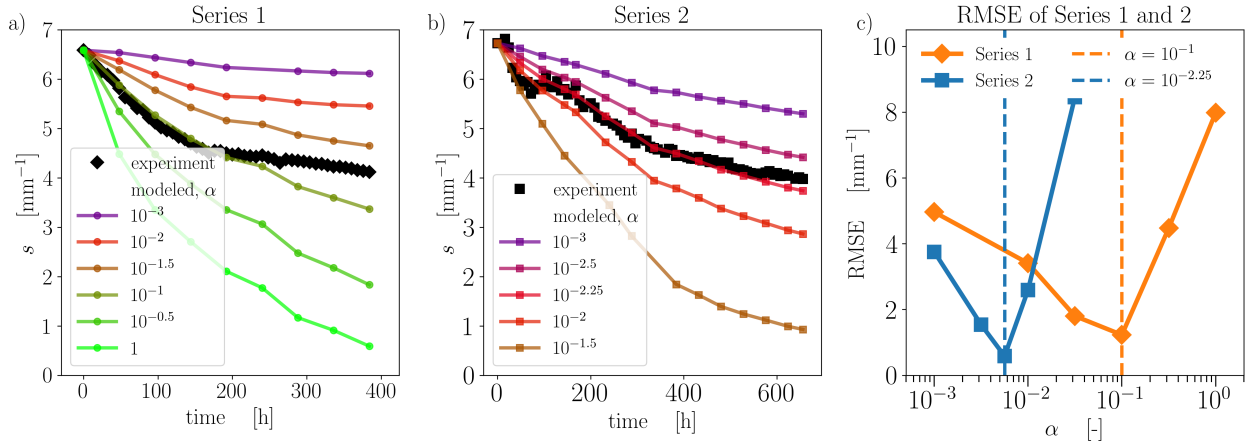 a)
Series 1
7
6
5
4
3
2
1
0
s [mm⁻¹]
experiment
modeled, α
10⁻³
10⁻²
10⁻¹·⁵
10⁻¹
10⁻⁰·⁵
1
0 100 200 300 400
time [h]
b)
Series 2
7
6
5
4
3
2
1
0
s [mm⁻¹]
experiment
modeled, α
10⁻³
10⁻²·⁵
10⁻²·²⁵
10⁻²
10⁻¹·⁵
0 200 400 600
time [h]
c)
RMSE of Series 1 and 2
10
8
6
4
2
0
RMSE [mm⁻¹]
Series 1
Series 2
α = 10⁻¹
α = 10⁻²·²⁵
10⁻³ 10⁻² 10⁻¹ 10⁰
α [-]